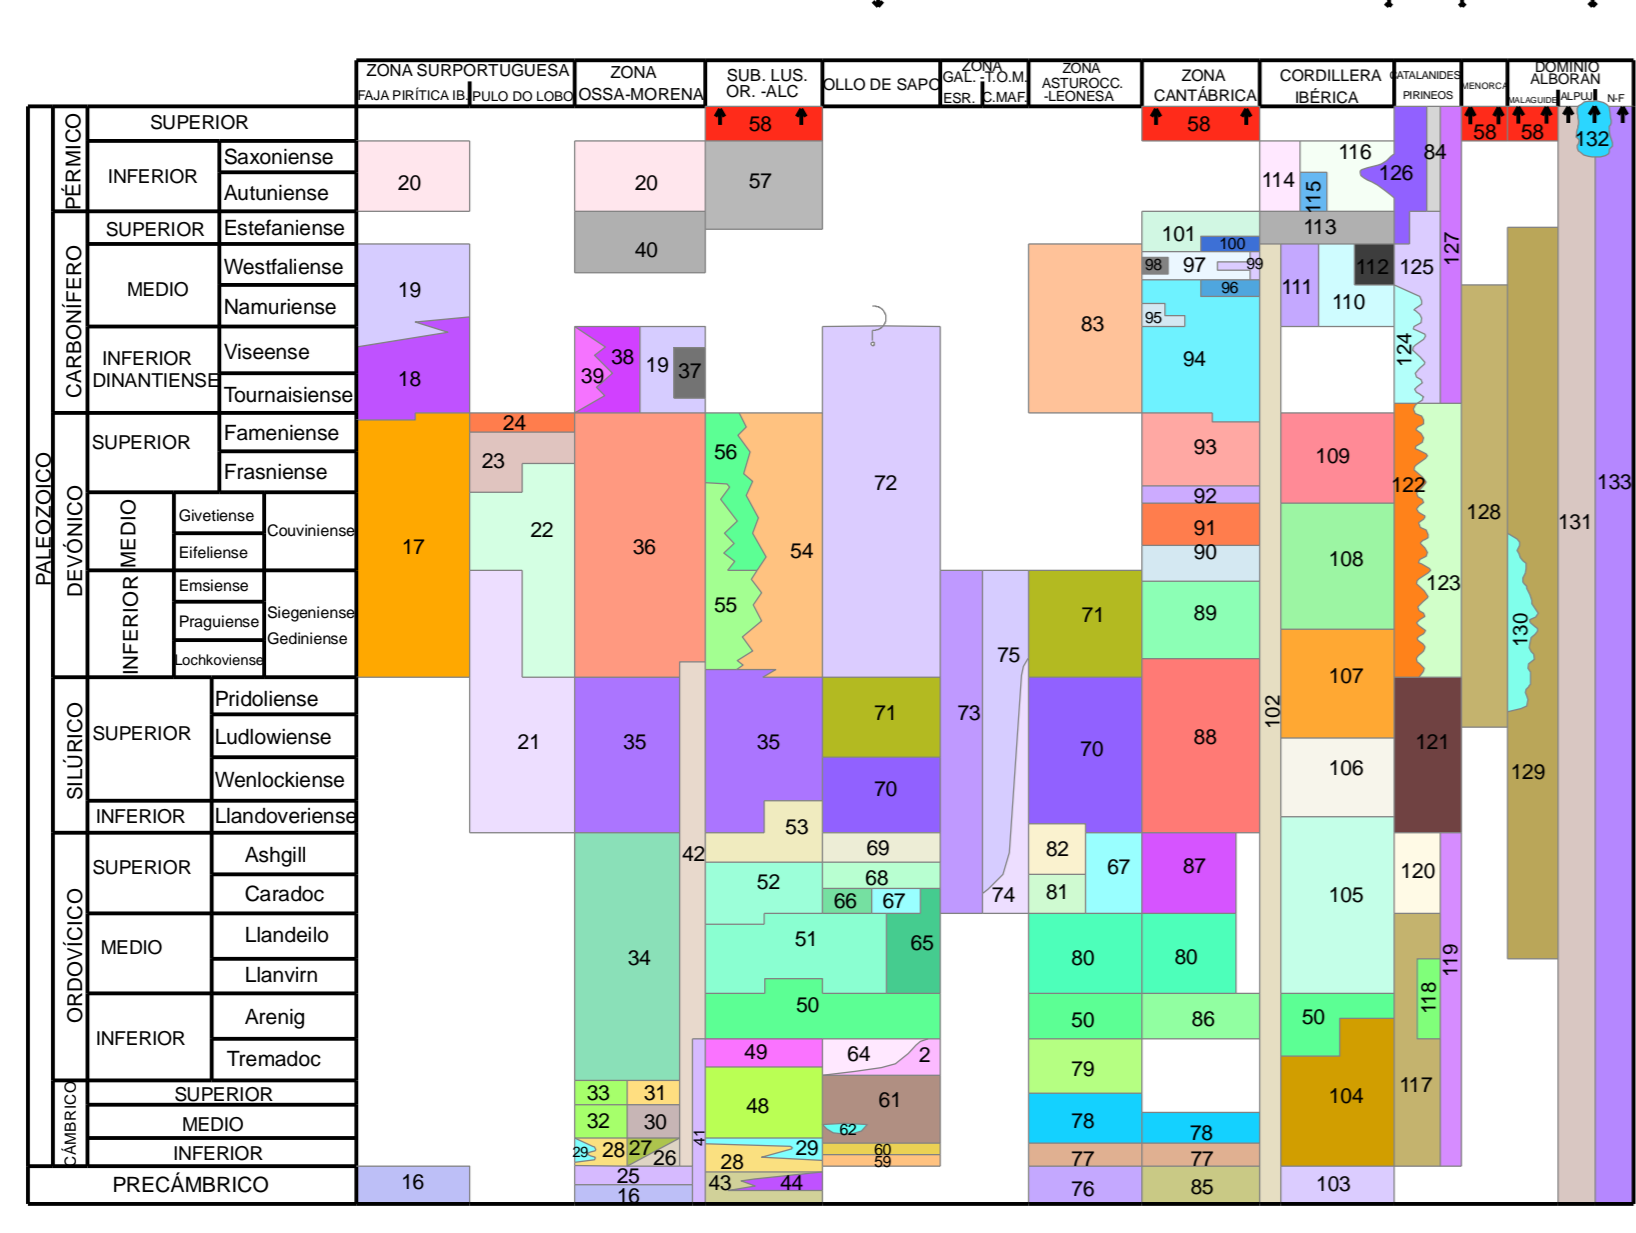 ZONA SURPORTUGUESA
FAJA PIRÍTICA IB.
PULO DO LOBO
ZONA
OSSA-MORENA
SUB. LUS.
OR. -ALC
OLLO DE SAPO
ZONA
GAL. -T.O.M.
ESR.
C.MAF.
ZONA
ASTUROCC.
-LEONESA
ZONA
CANTÁBRICA
CORDILLERA
IBÉRICA
CATALANIDES
PIRINEOS
MENORCA
DOMINIO
ALBORAN
MALAGUIDE
ALPUJ
N-F
PALEOZOICO
PÉRMICO
SUPERIOR
INFERIOR
Saxoniense
Autuniense
CARBONÍFERO
SUPERIOR
Estefaniense
MEDIO
Westfaliense
Namuriense
INFERIOR
DINANTIENSE
Viseense
Tournaisiense
DEVÓNICO
SUPERIOR
Fameniense
Frasniense
MEDIO
Givetiense
Eifeliense
Couviniense
INFERIOR
Emsiense
Praguiense
Lochkoviense
Siegeniense
Gediniense
SILÚRICO
SUPERIOR
Pridoliense
Ludlowiense
Wenlockiense
INFERIOR
Llandoveriense
ORDOVÍCICO
SUPERIOR
Ashgill
Caradoc
MEDIO
Llandeilo
Llanvirn
INFERIOR
Arenig
Tremadoc
CÁMBRICO
SUPERIOR
MEDIO
INFERIOR
PRECÁMBRICO
20
19
18
17
16
24
23
22
21
20
40
39
38
19
37
36
35
42
34
33
31
32
30
29
28
27
26
25
16
41
58
57
56
54
55
35
53
52
51
50
49
48
29
28
43
44
72
71
70
69
68
66
67
65
64
2
61
62
60
59
73
75
74
83
71
70
82
67
81
80
50
79
78
77
76
58
101
100
98
97
99
96
95
94
93
92
91
90
89
88
87
80
86
78
77
85
102
114
115
116
113
111
110
112
109
108
107
106
105
50
104
103
126
84
125
127
124
122
123
121
120
119
118
117
58
128
58
130
129
131
132
133